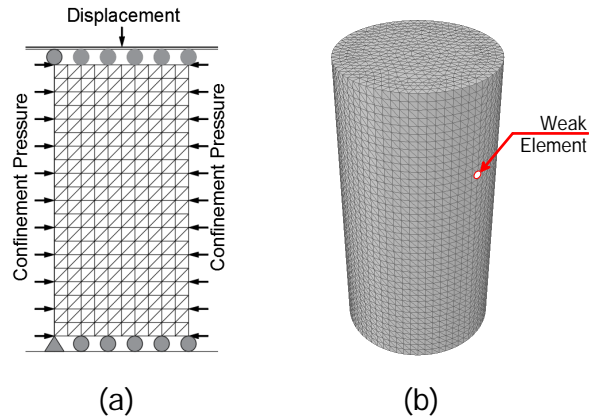 Displacement
Confinement Pressure
Confinement Pressure
Weak
Element
(a)
(b)